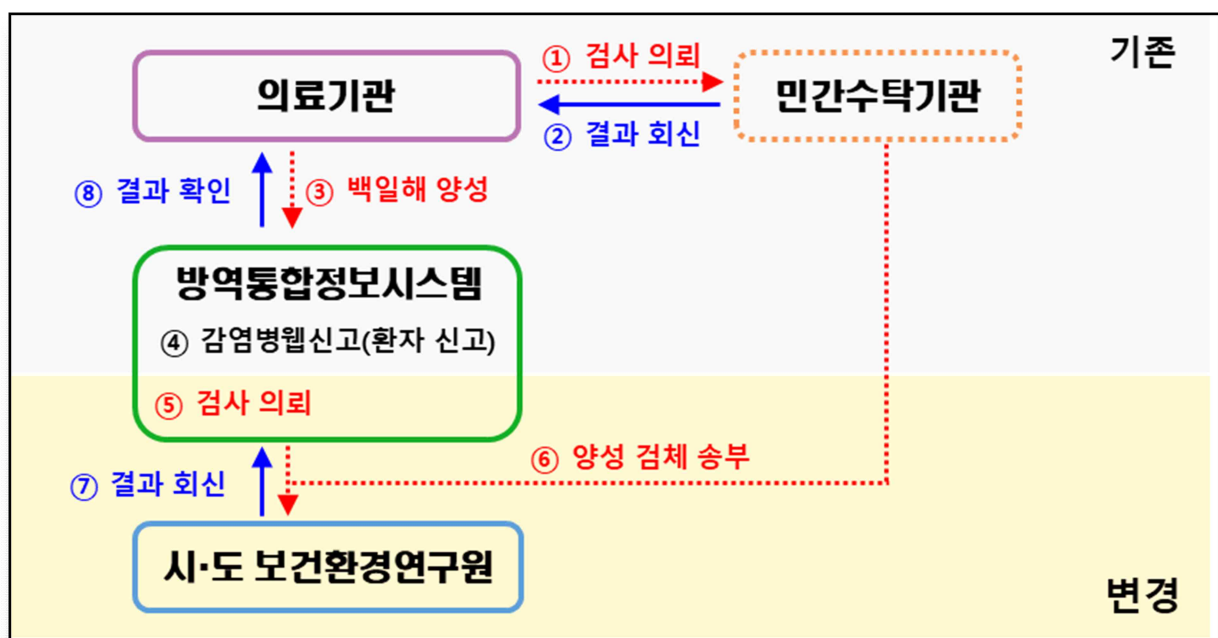 기존
① 검사 의뢰
의료기관
민간수탁기관
② 결과 회신
⑧ 결과 확인
③ 백일해 양성
방역통합정보시스템
④ 감염병웹신고(환자 신고)
⑤ 검사 의뢰
⑥ 양성 검체 송부
⑦ 결과 회신
시·도 보건환경연구원
변경